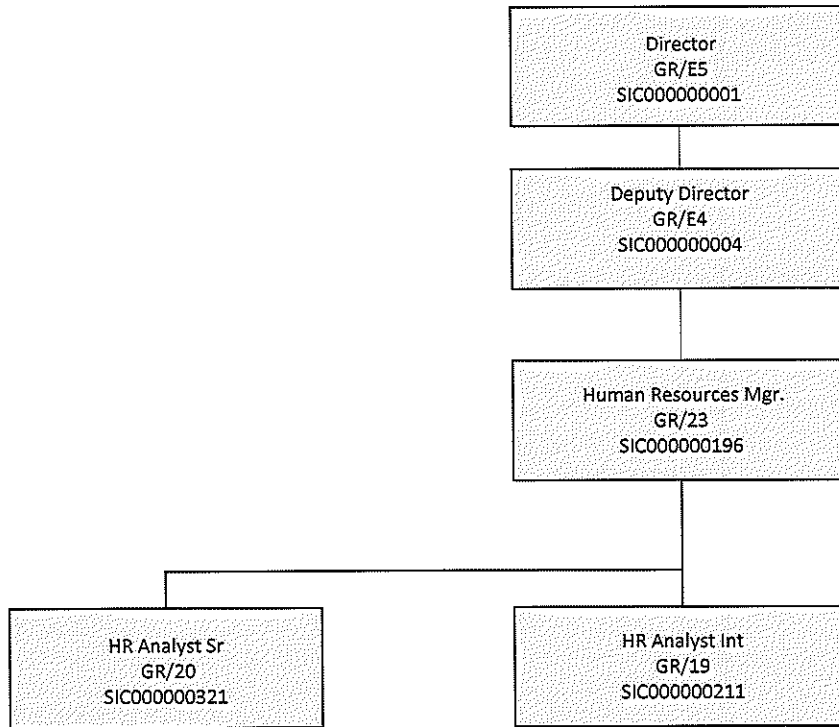 Director
GR/E5
SIC000000001
Deputy Director
GR/E4
SIC000000004
Human Resources Mgr.
GR/23
SIC000000196
HR Analyst Sr
GR/20
SIC000000321
HR Analyst Int
GR/19
SIC000000211